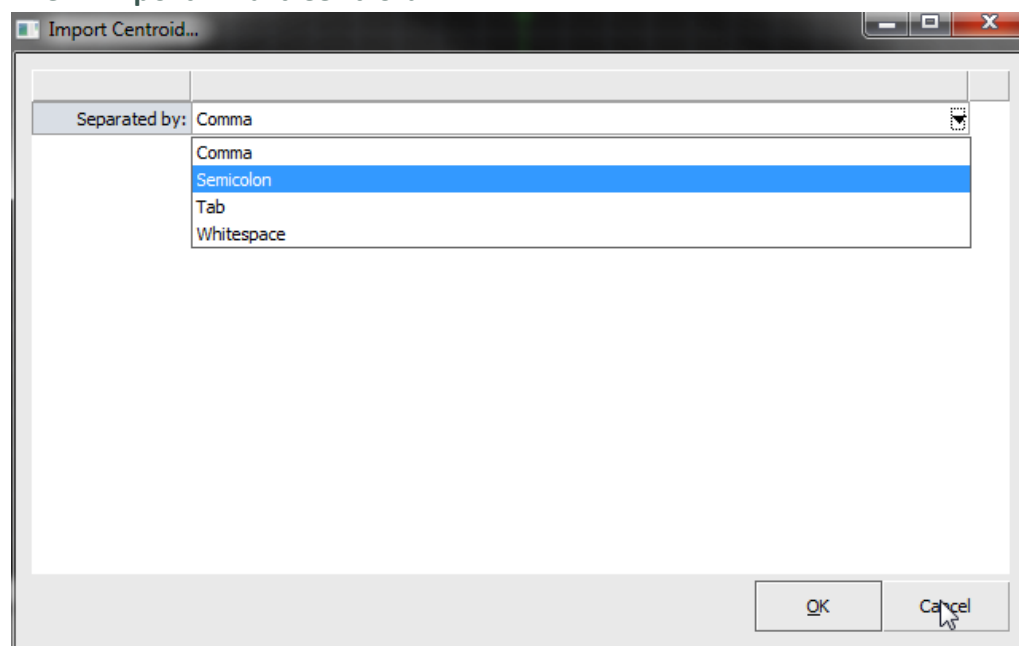 Import Centroid...
Separated by: Comma
Comma
Semicolon
Tab
Whitespace
OK Cancel